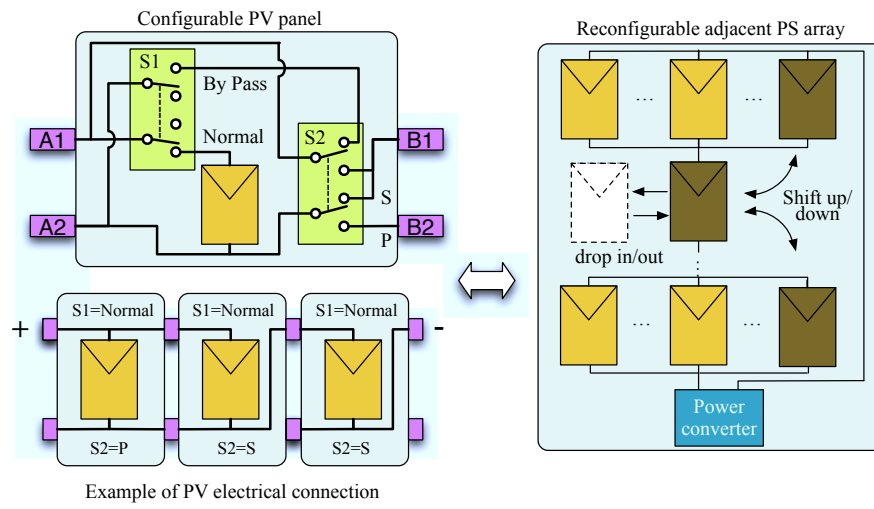 Configurable PV panel
S1
By Pass
Normal
S2
A1
A2
B1
B2
S
P
+
S1=Normal
S1=Normal
S1=Normal
-
S2=P
S2=S
S2=S
Example of PV electrical connection
Reconfigurable adjacent PS array
...
...
Shift up/
down
drop in/out
...
...
...
Power
converter